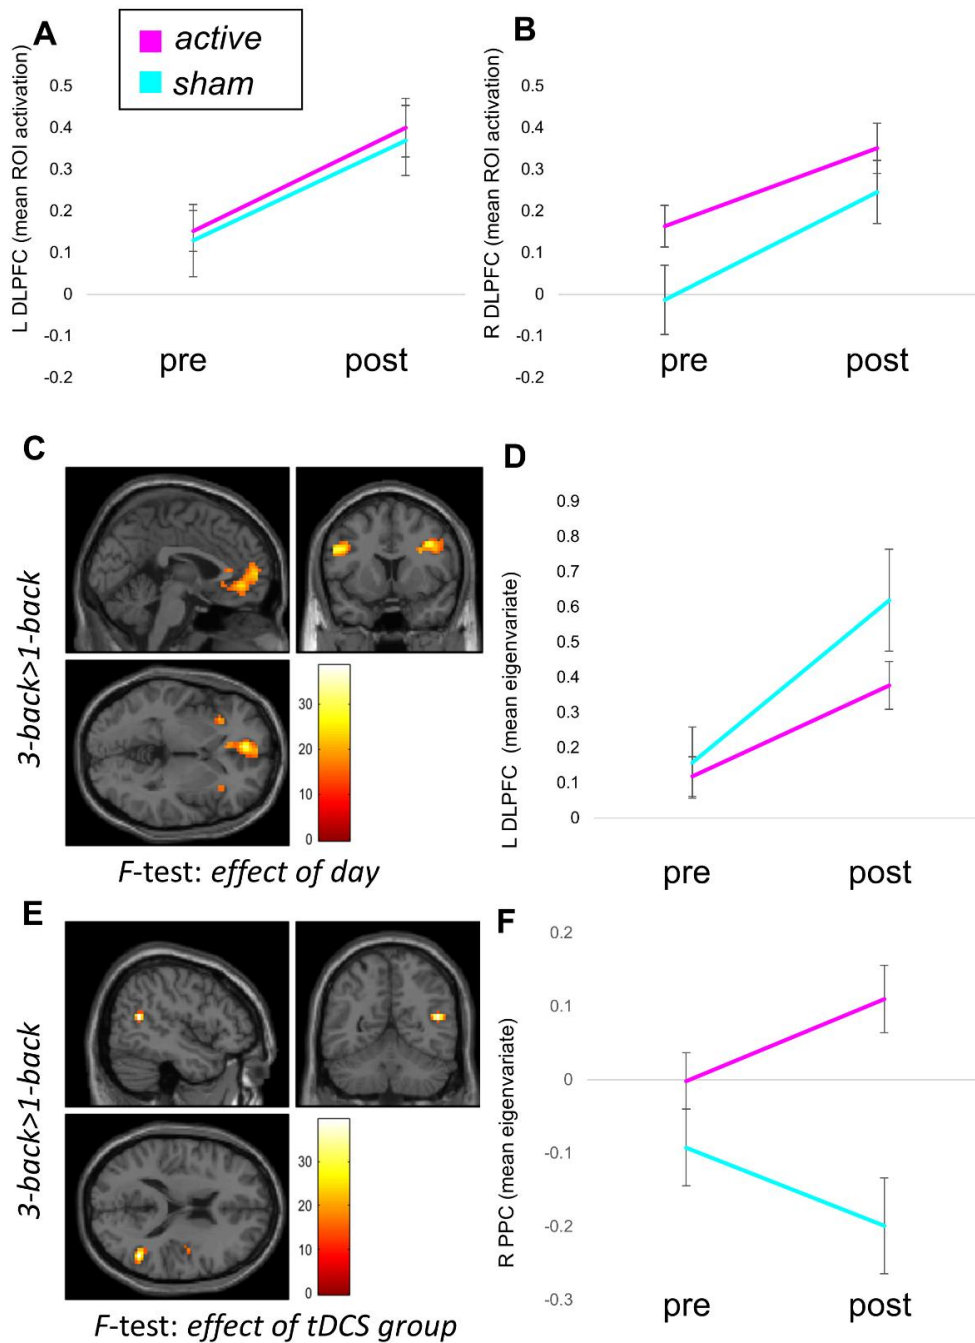 A
active
sham
L DLPFC (mean ROI activation)
0.5
0.4
0.3
0.2
0.1
0
-0.1
-0.2
pre
post
B
R DLPFC (mean ROI activation)
0.5
0.4
0.3
0.2
0.1
0
-0.1
-0.2
pre
post
C
3-back>1-back
30
20
10
0
F-test: effect of day
D
L DLPFC (mean eigenvariate)
0.9
0.8
0.7
0.6
0.5
0.4
0.3
0.2
0.1
0
pre
post
E
3-back>1-back
30
20
10
0
F-test: effect of tDCS group
F
R PPC (mean eigenvariate)
0.2
0.1
0
-0.1
-0.2
-0.3
pre
post